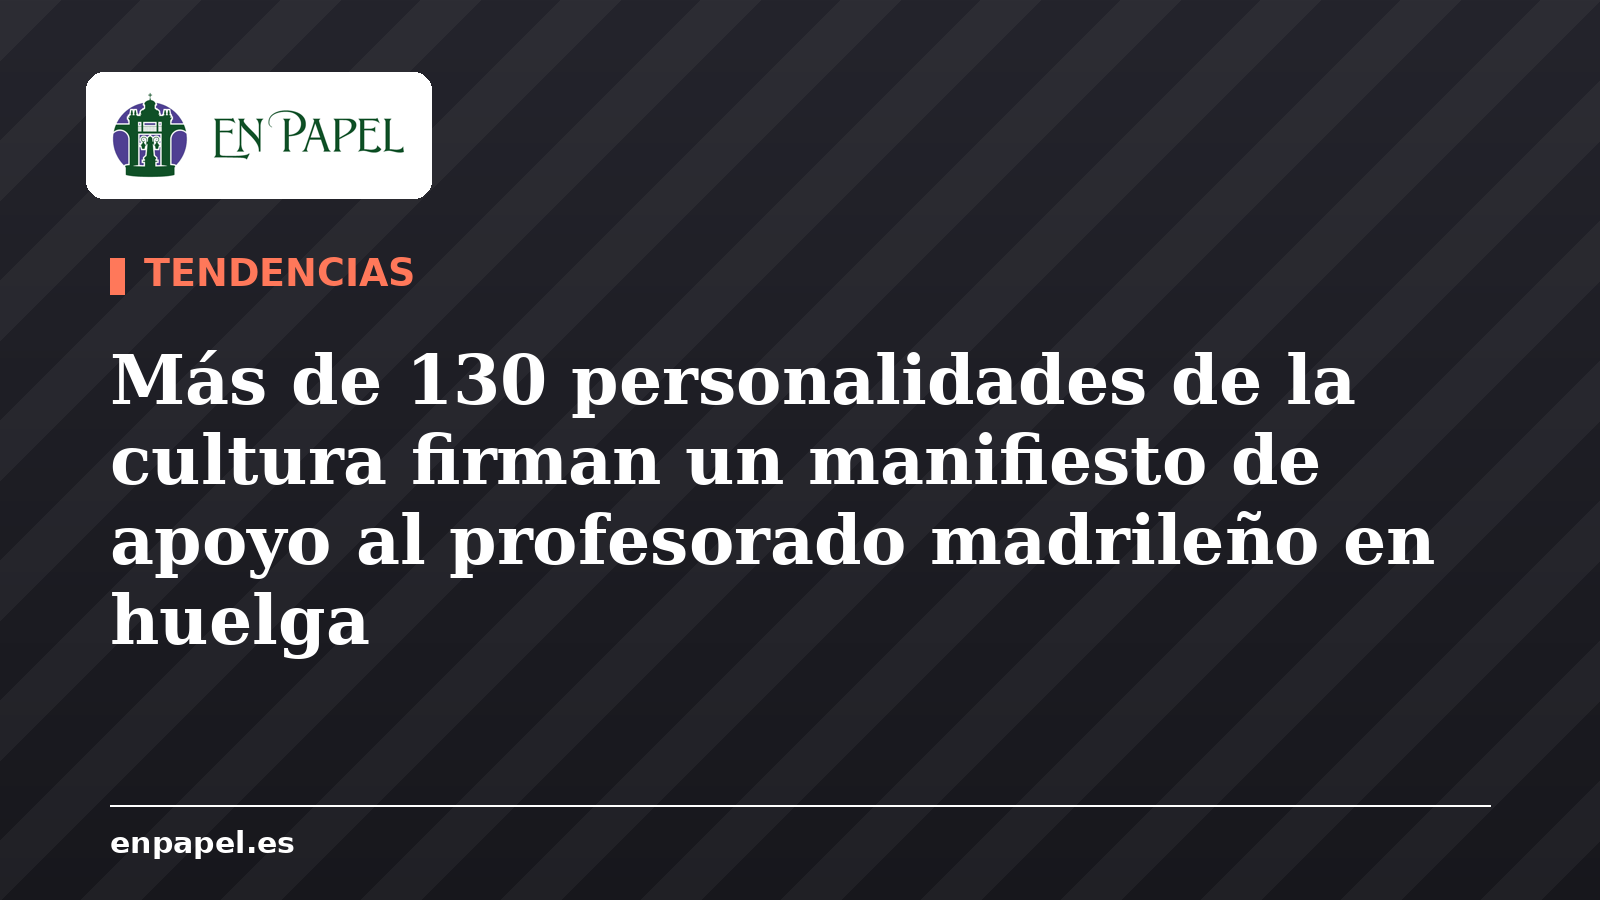 EN PAPEL
TENDENCIAS
Más de 130 personalidades de la
cultura firman un manifiesto de
apoyo al profesorado madrileño en
huelga
enpapel.es